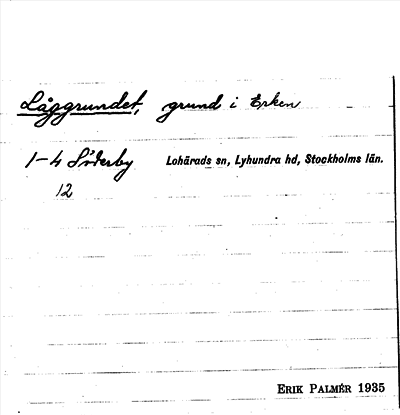 Låggrundet, grund i Erken
1-4 Söderby Lohärads sn, Lyhundra hd, Stockholms län.
12
ERIK PALMÉR 1935